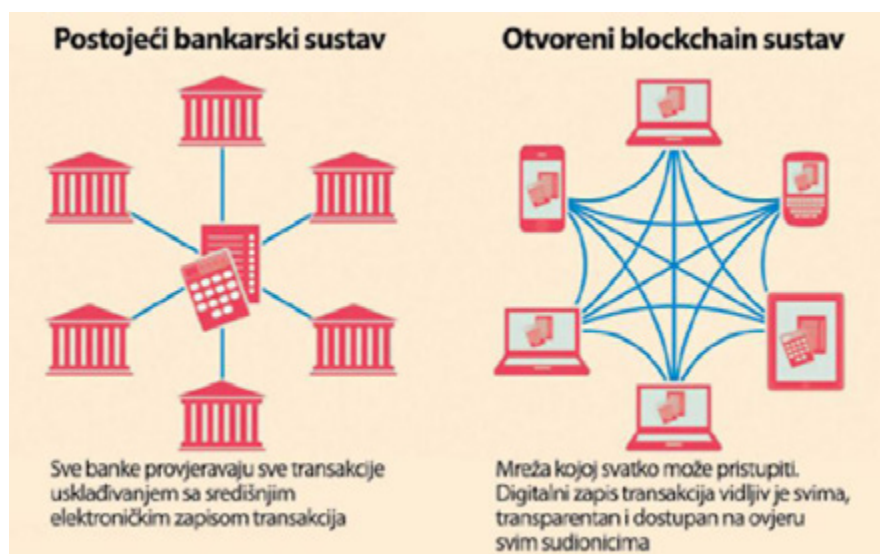 Postojeći bankarski sustav
Sve banke provjeravaju sve transakcije
usklađivanjem sa središnjim
elektroničkim zapisom transakcija
Otvoreni blockchain sustav
Mreža kojoj svatko može pristupiti.
Digitalni zapis transakcija vidljiv je svima,
transparentan i dostupan na ovjeru
svim sudionicima